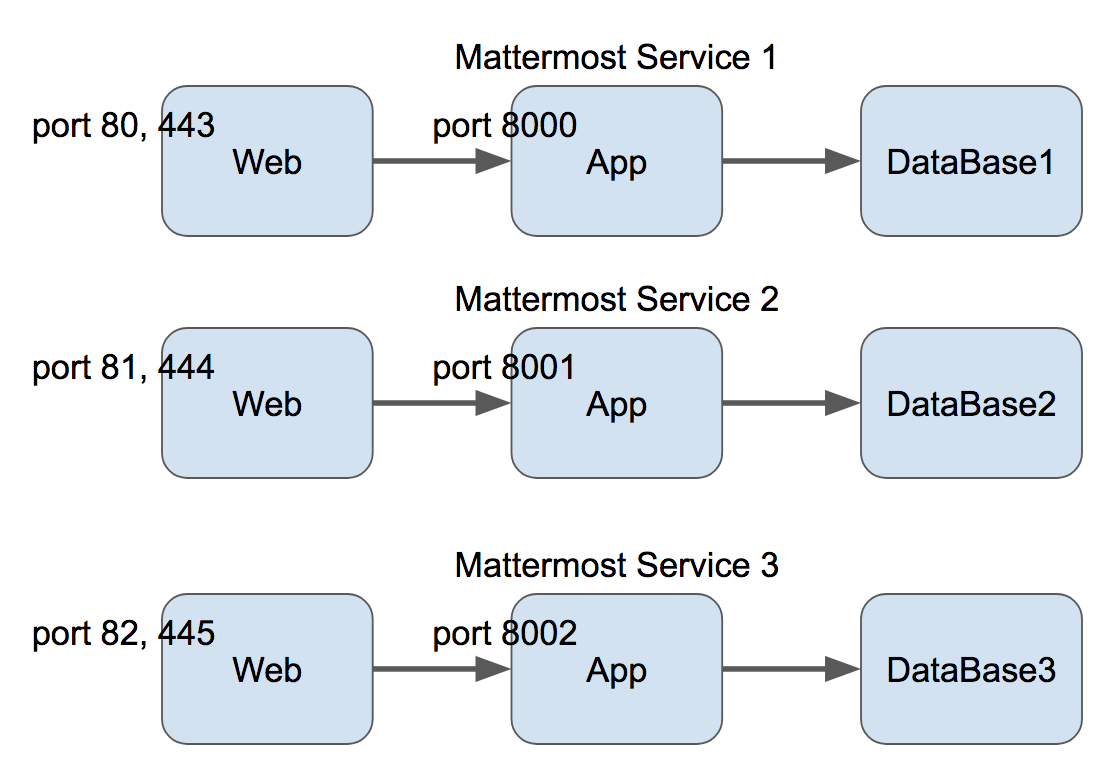 Mattermost Service 1
port 80, 443
port 8000
Web
App
DataBase1
Mattermost Service 2
port 81, 444
port 8001
Web
App
DataBase2
Mattermost Service 3
port 82, 445
port 8002
Web
App
DataBase3